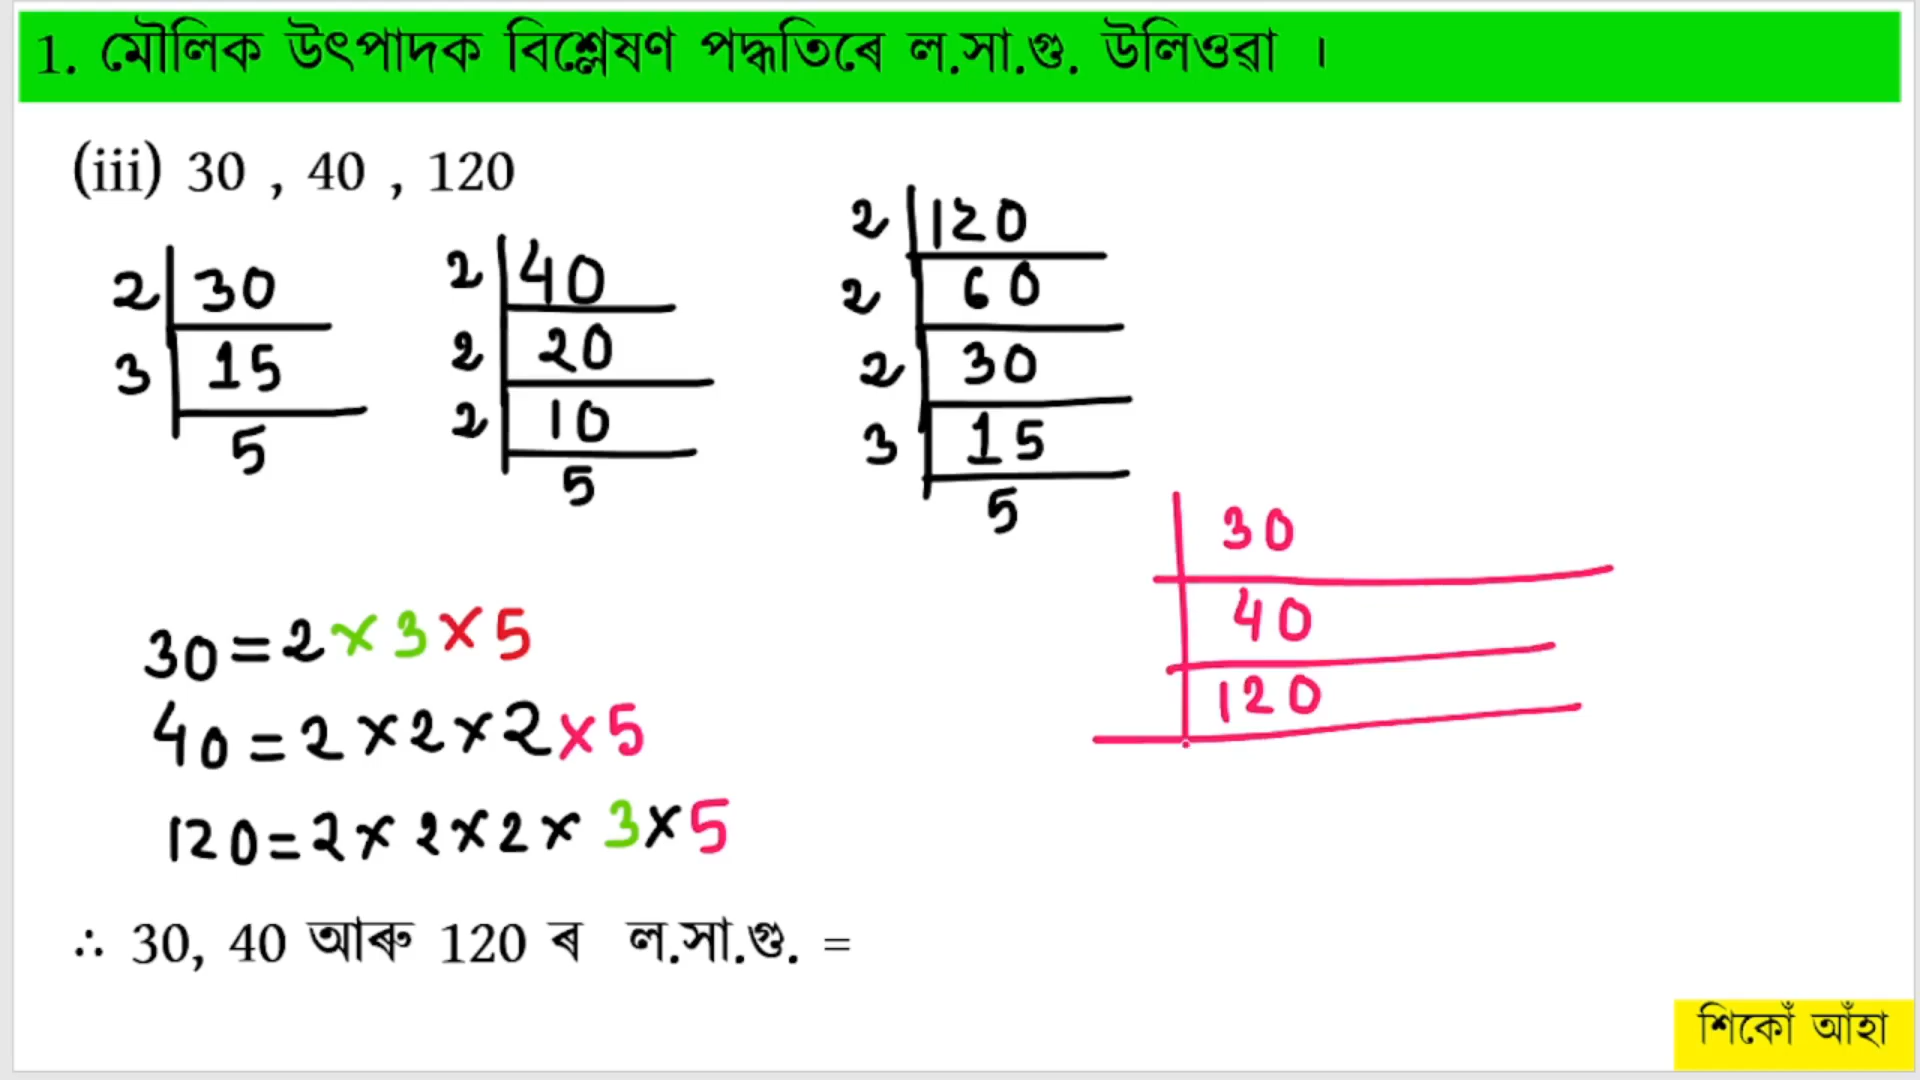 1. মৌলিক উৎপাদক বিশ্লেষণ পদ্ধতিৰে ল.সা.গু. উলিওৱা ।
(iii) 30 , 40 , 120
2 30
3 15
5
2 40
2 20
2 10
5
2 120
2 60
2 30
3 15
5
30
40
120
30 = 2 × 3 × 5
40 = 2 × 2 × 2 × 5
120 = 2 × 2 × 2 × 3 × 5
∴ 30, 40 আৰু 120 ৰ ল.সা.গু. =
শিকোঁ আঁহা